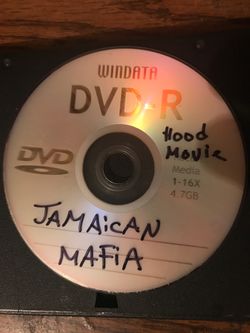 WINDATA
DVD-R
Hood
Movie
DVD
Media
1-16X
4.7GB
JAMAiCAN
MAFiA